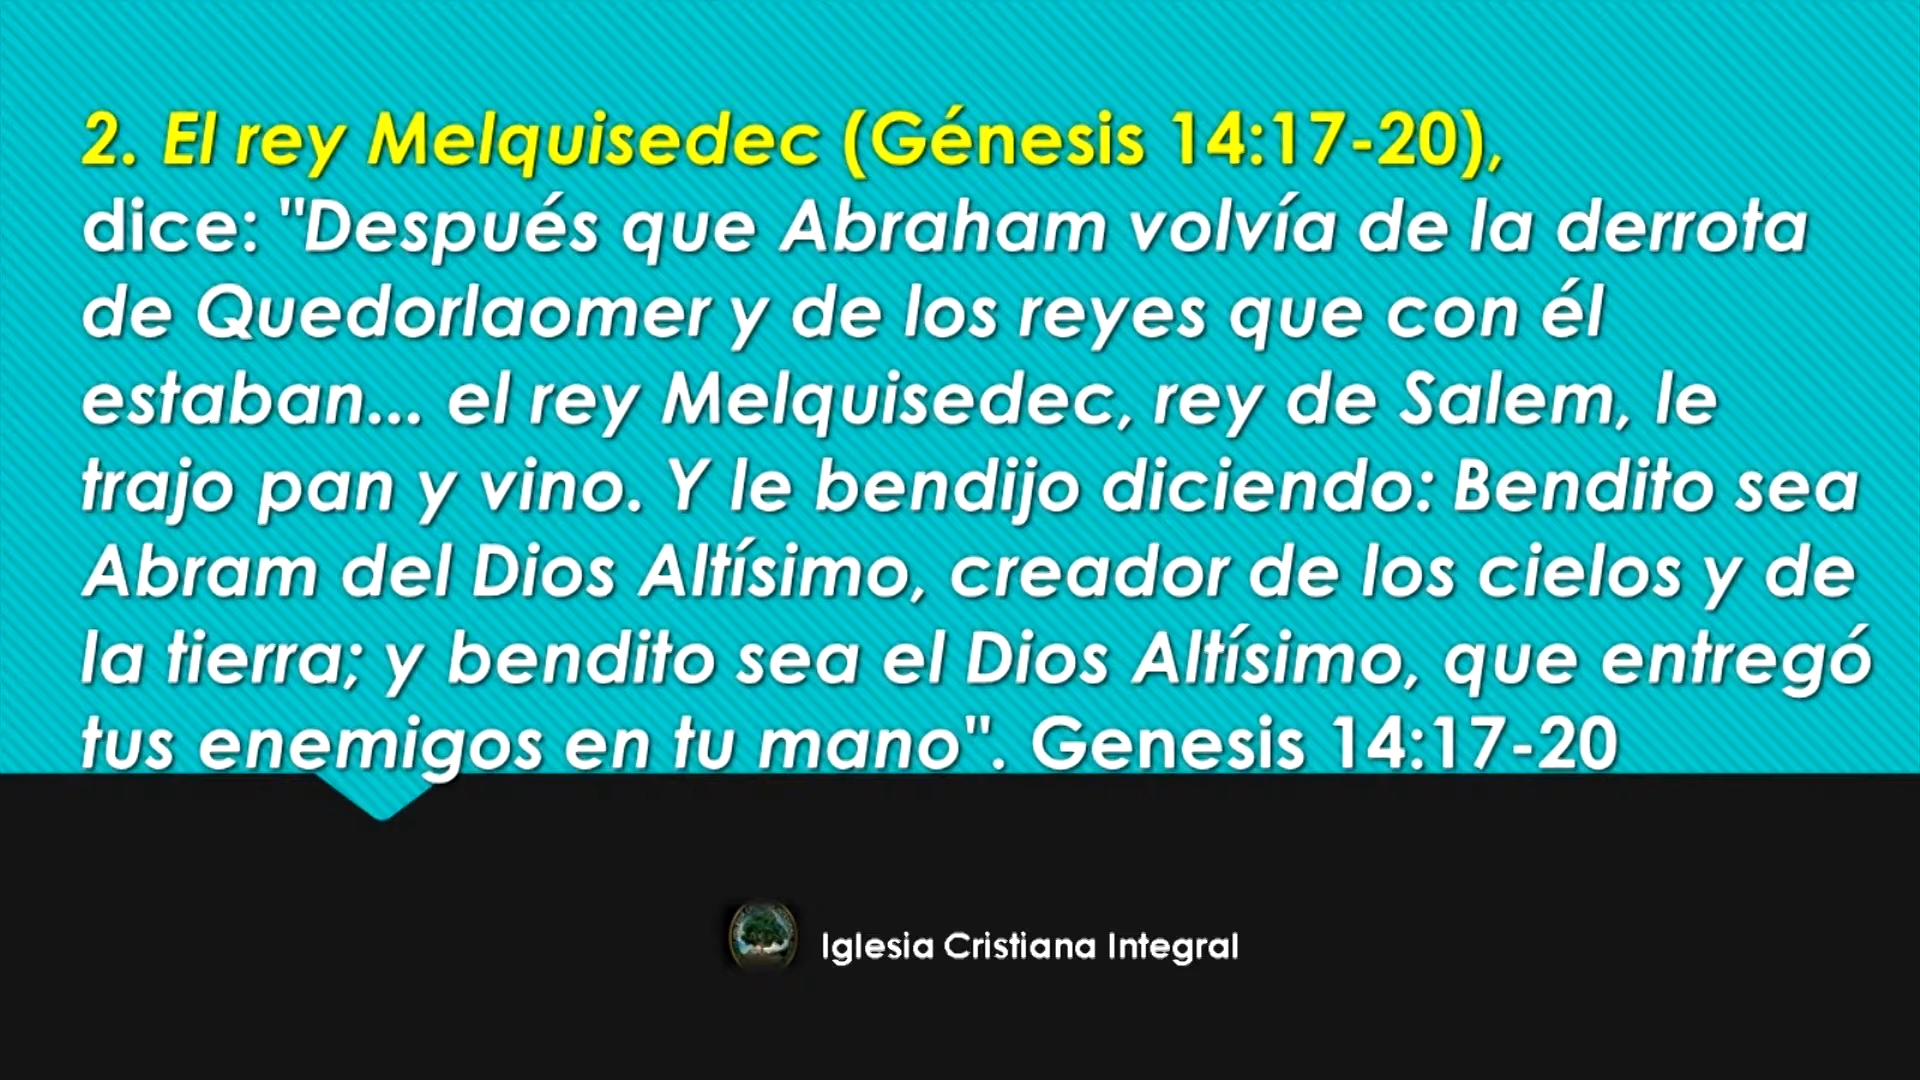 2. El rey Melquisedec (Génesis 14:17-20),
dice: "Después que Abraham volvía de la derrota
de Quedorlaomer y de los reyes que con él
estaban... el rey Melquisedec, rey de Salem, le
trajo pan y vino. Y le bendijo diciendo: Bendito sea
Abram del Dios Altísimo, creador de los cielos y de
la tierra; y bendito sea el Dios Altísimo, que entregó
tus enemigos en tu mano". Genesis 14:17-20
Iglesia Cristiana Integral